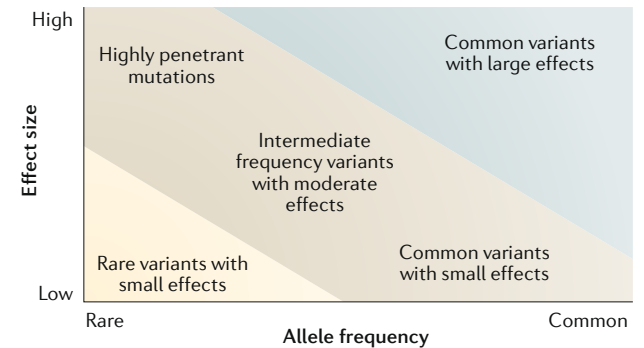 High
Highly penetrant
mutations
Common variants
with large effects
Effect size
Intermediate
frequency variants
with moderate
effects
Rare variants with
small effects
Common variants
with small effects
Low
Rare
Allele frequency
Common